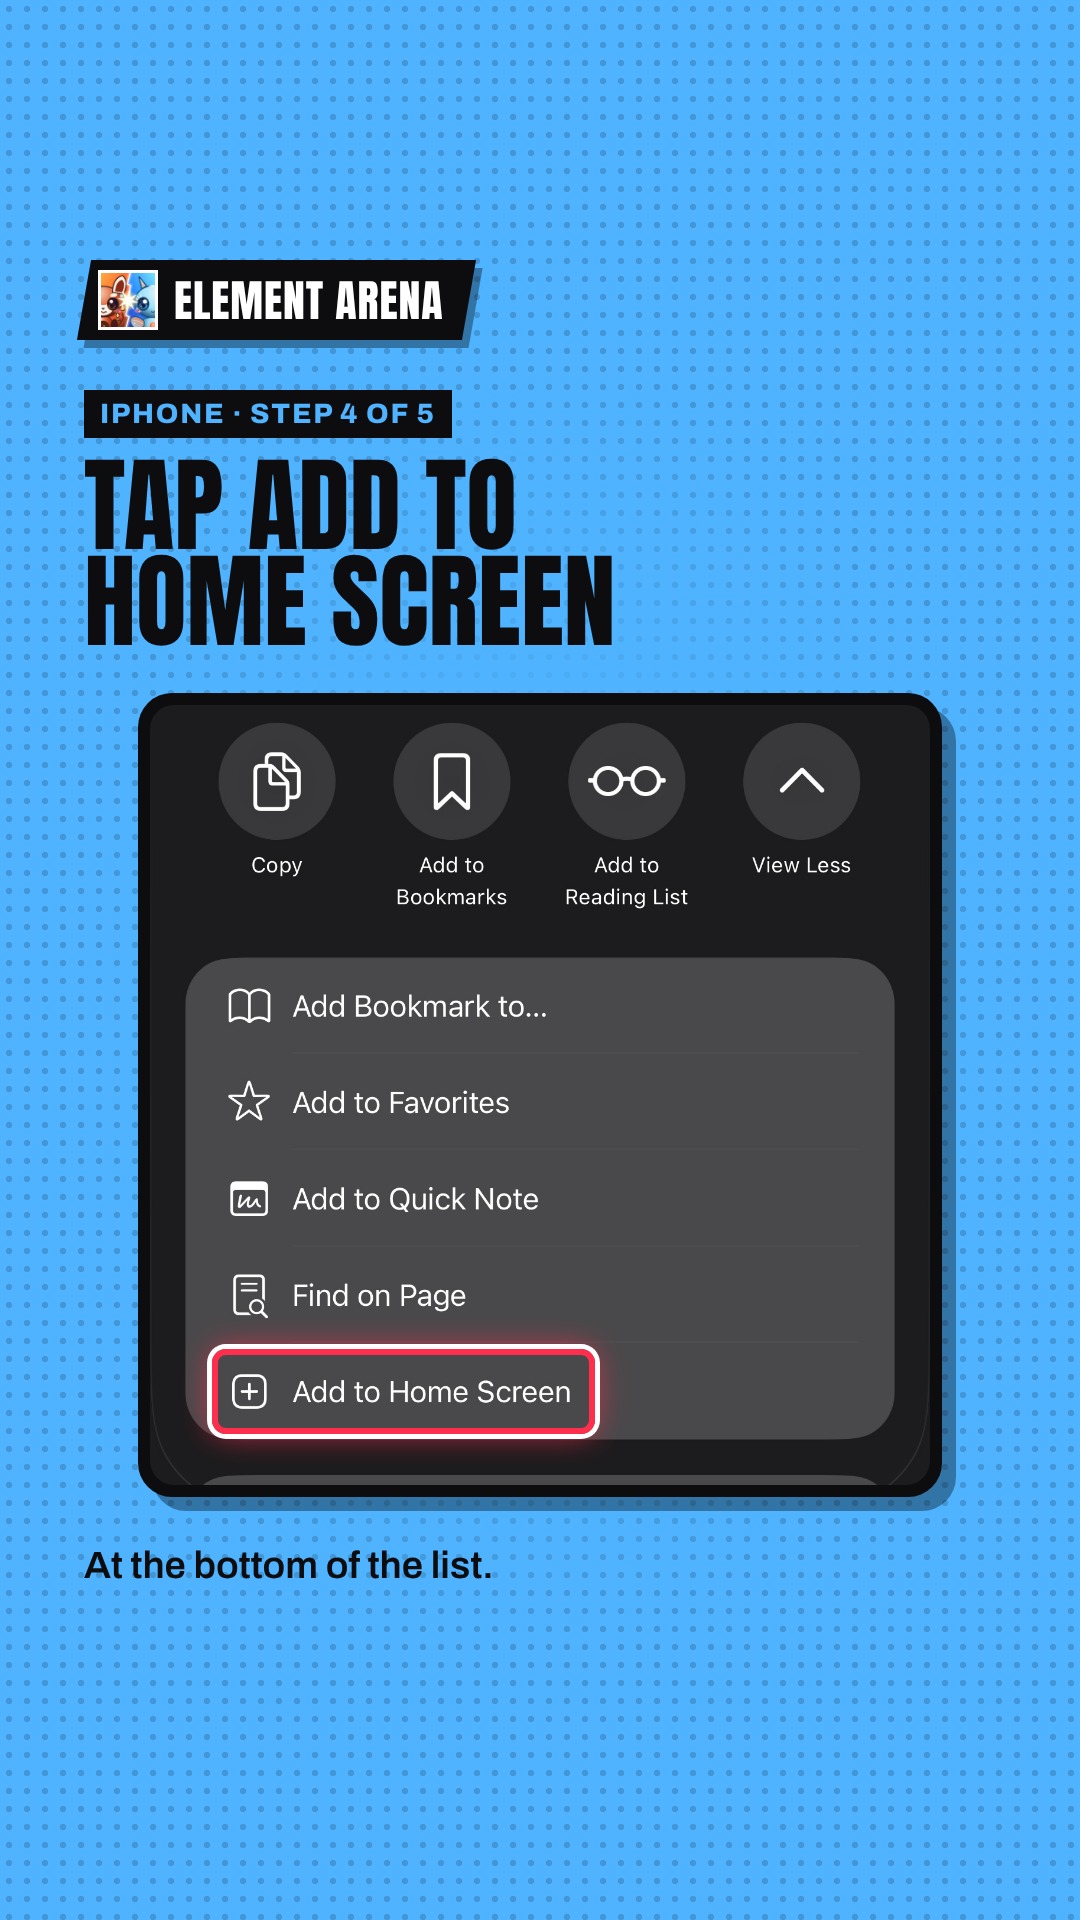 ELEMENT ARENA
IPHONE · STEP 4 OF 5
TAP ADD TO
HOME SCREEN
Copy
Add to
Bookmarks
Add to
Reading List
View Less
Add Bookmark to...
Add to Favorites
Add to Quick Note
Find on Page
Add to Home Screen
At the bottom of the list.